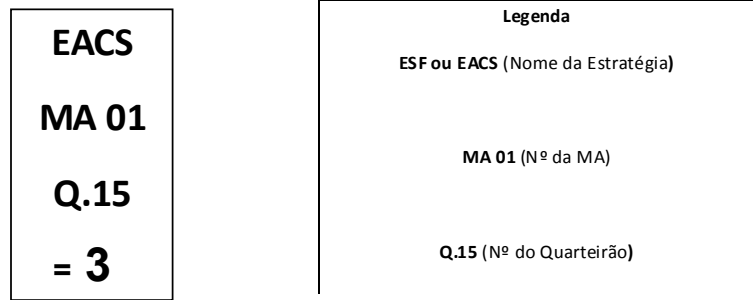 EACS
MA 01
Q.15
= 3
Legenda
ESF ou EACS (Nome da Estratégia)
MA 01 (Nº da MA)
Q.15 (Nº do Quarteirão)